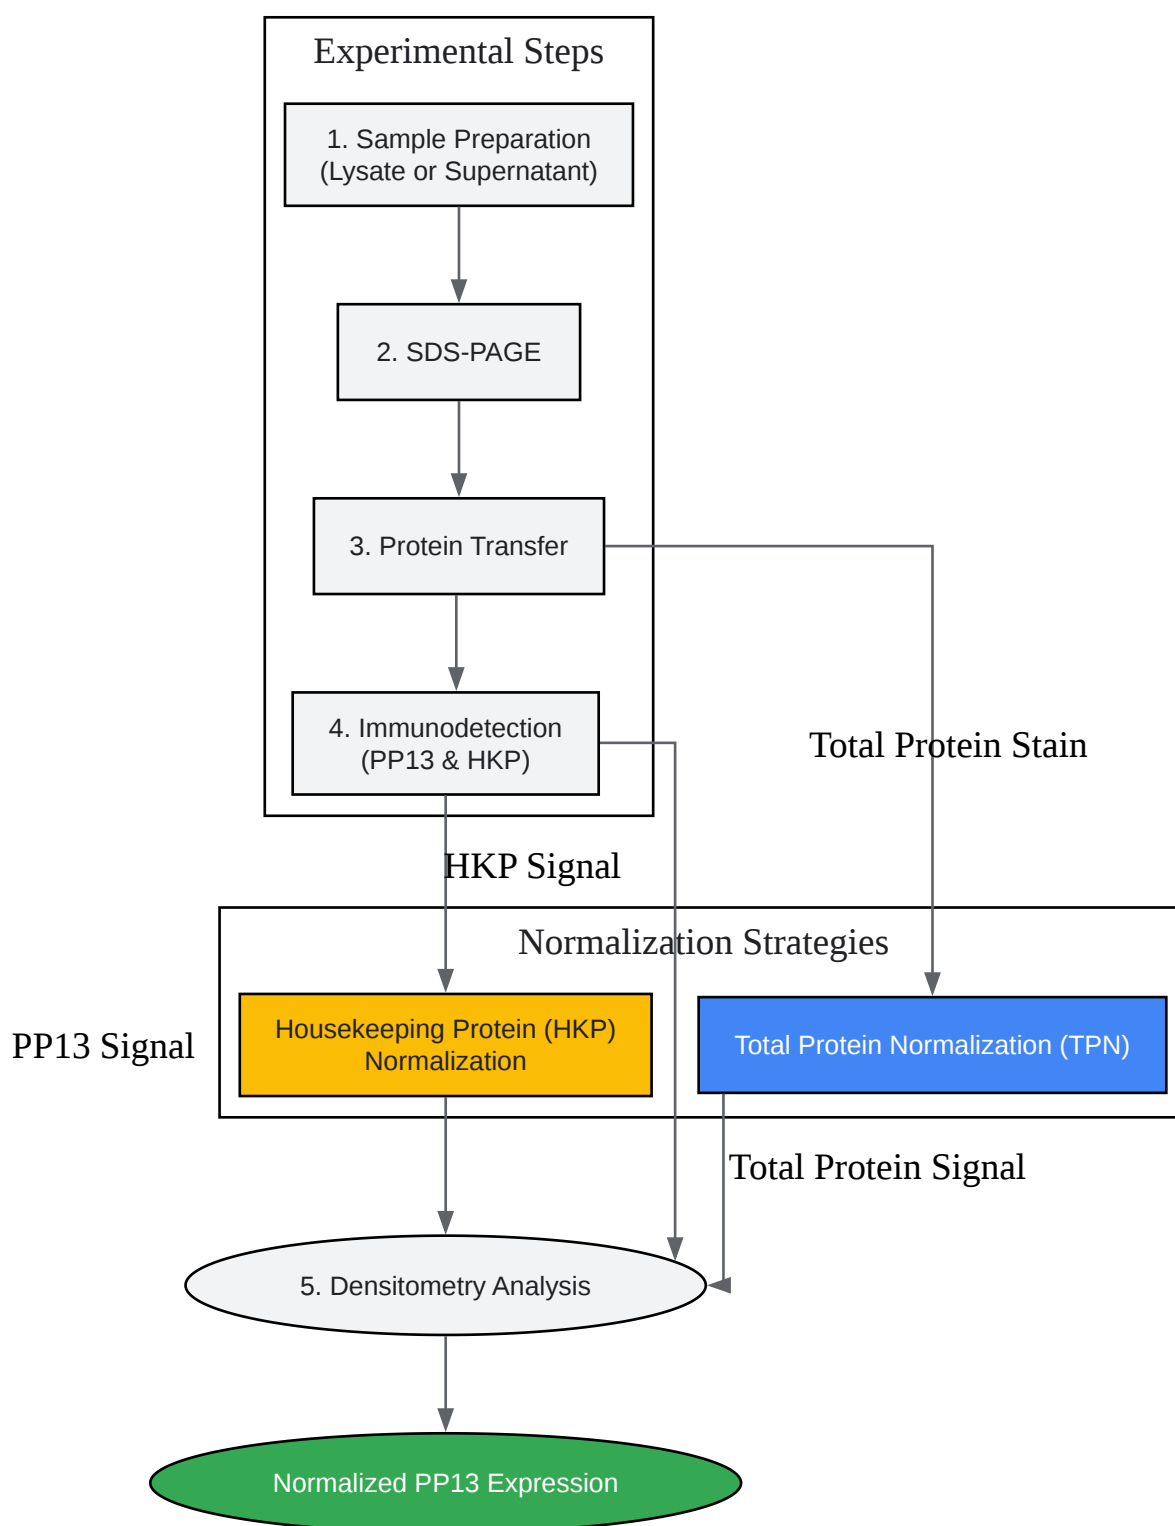 Experimental Steps
1. Sample Preparation
(Lysate or Supernatant)
2. SDS-PAGE
3. Protein Transfer
4. Immunodetection
(PP13 & HKP)
Total Protein Stain
HKP Signal
Normalization Strategies
PP13 Signal
Housekeeping Protein (HKP)
Normalization
Total Protein Normalization (TPN)
Total Protein Signal
5. Densitometry Analysis
Normalized PP13 Expression